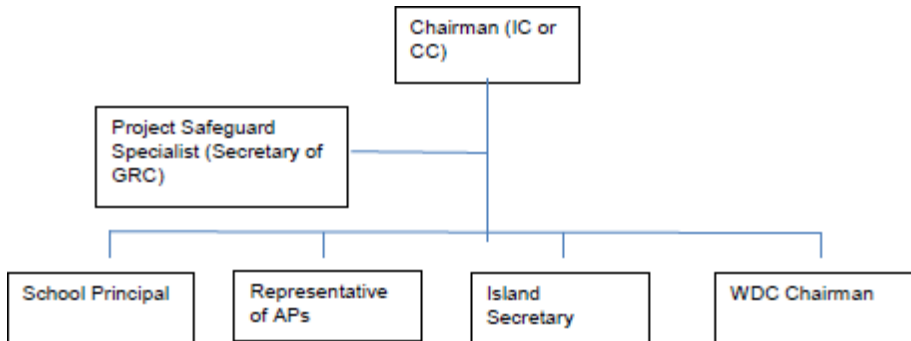 Chairman (IC or
CC)
Project Safeguard
Specialist (Secretary of
GRC)
School Principal
Representative
of APs
Island
Secretary
WDC Chairman